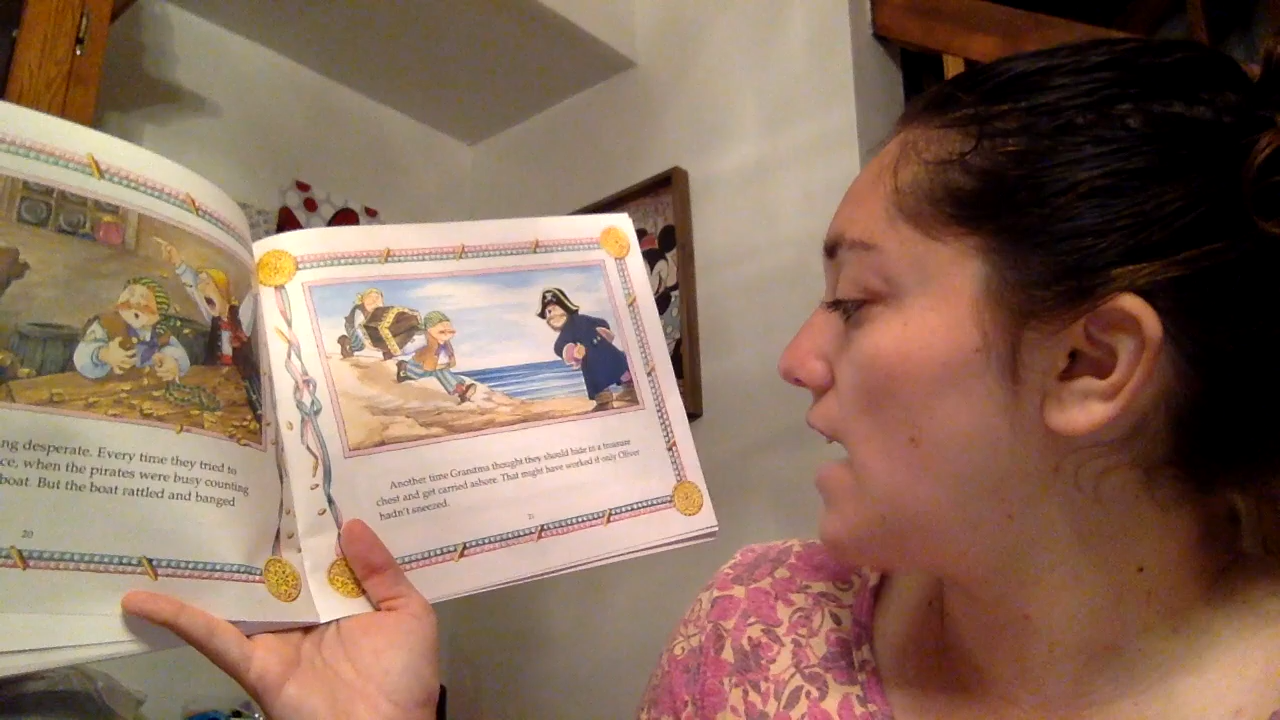 ng desperate. Every time they tried to
ce, when the pirates were busy counting
boat. But the boat rattled and banged
20
Another time Grandma thought they should hide in a treasure
chest and get carried ashore. That might have worked if only Oliver
hadn't sneezed.
21